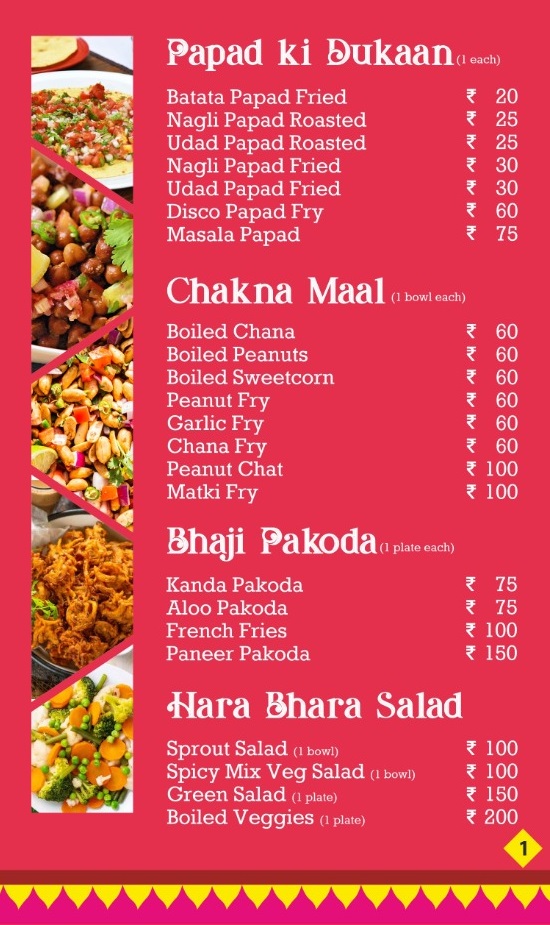 Papad ki Dukaan (1 each)
Batata Papad Fried ₹ 20
Nagli Papad Roasted ₹ 25
Udad Papad Roasted ₹ 25
Nagli Papad Fried ₹ 30
Udad Papad Fried ₹ 30
Disco Papad Fry ₹ 60
Masala Papad ₹ 75
Chakna Maal (1 bowl each)
Boiled Chana ₹ 60
Boiled Peanuts ₹ 60
Boiled Sweetcorn ₹ 60
Peanut Fry ₹ 60
Garlic Fry ₹ 60
Chana Fry ₹ 60
Peanut Chat ₹ 100
Matki Fry ₹ 100
Bhaji Pakoda (1 plate each)
Kanda Pakoda ₹ 75
Aloo Pakoda ₹ 75
French Fries ₹ 100
Paneer Pakoda ₹ 150
Hara Bhara Salad
Sprout Salad (1 bowl) ₹ 100
Spicy Mix Veg Salad (1 bowl) ₹ 100
Green Salad (1 plate) ₹ 150
Boiled Veggies (1 plate) ₹ 200
1